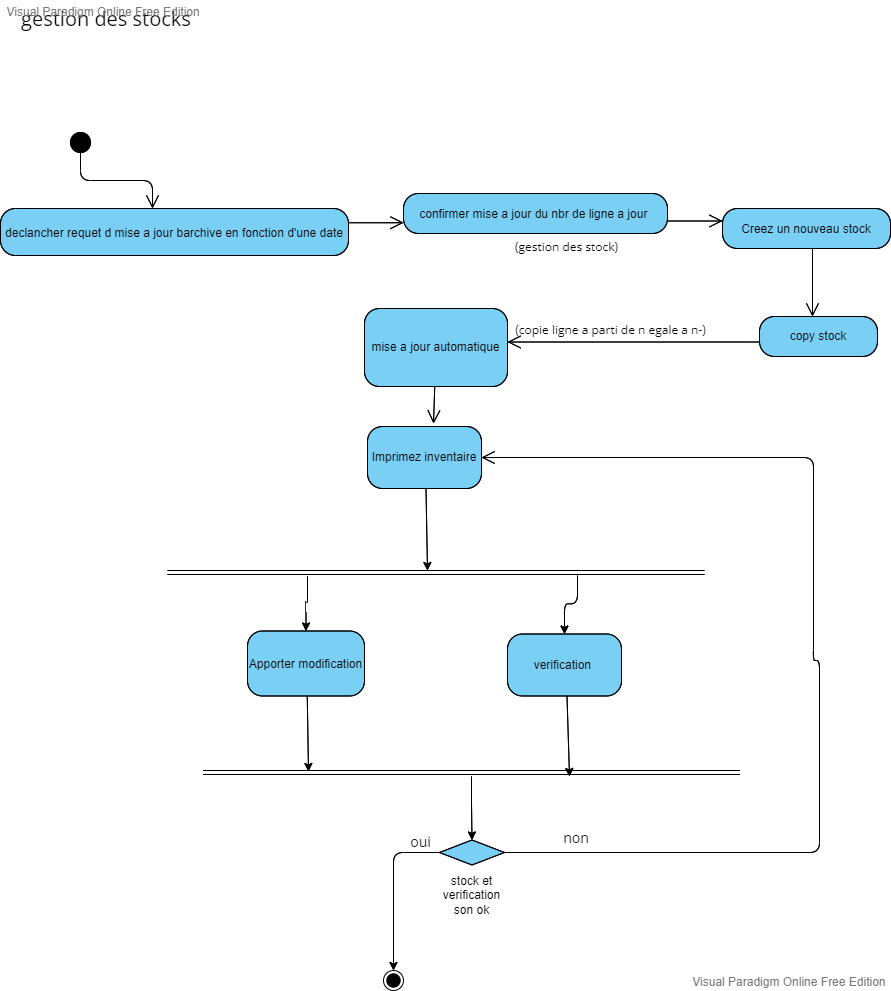 Visual Paradigm Online Free Edition
gestion des stocks
declancher requet d mise a jour barchive en fonction d'une date
confirmer mise a jour du nbr de ligne a jour
(gestion des stock)
Creez un nouveau stock
copy stock
(copie ligne a parti de n egale a n-)
mise a jour automatique
Imprimez inventaire
Apporter modification
verification
oui
non
stock et
verification
son ok
Visual Paradigm Online Free Edition